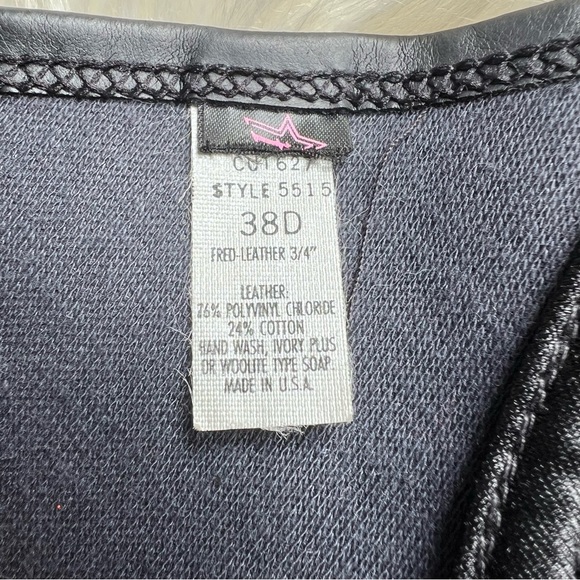 CUT627
STYLE 5515
38D
FRED-LEATHER 3/4"
LEATHER:
76% POLYVINYL CHLORIDE
24% COTTON
HAND WASH, IVORY PLUS
OR WOOLITE TYPE SOAP.
MADE IN U.S.A.